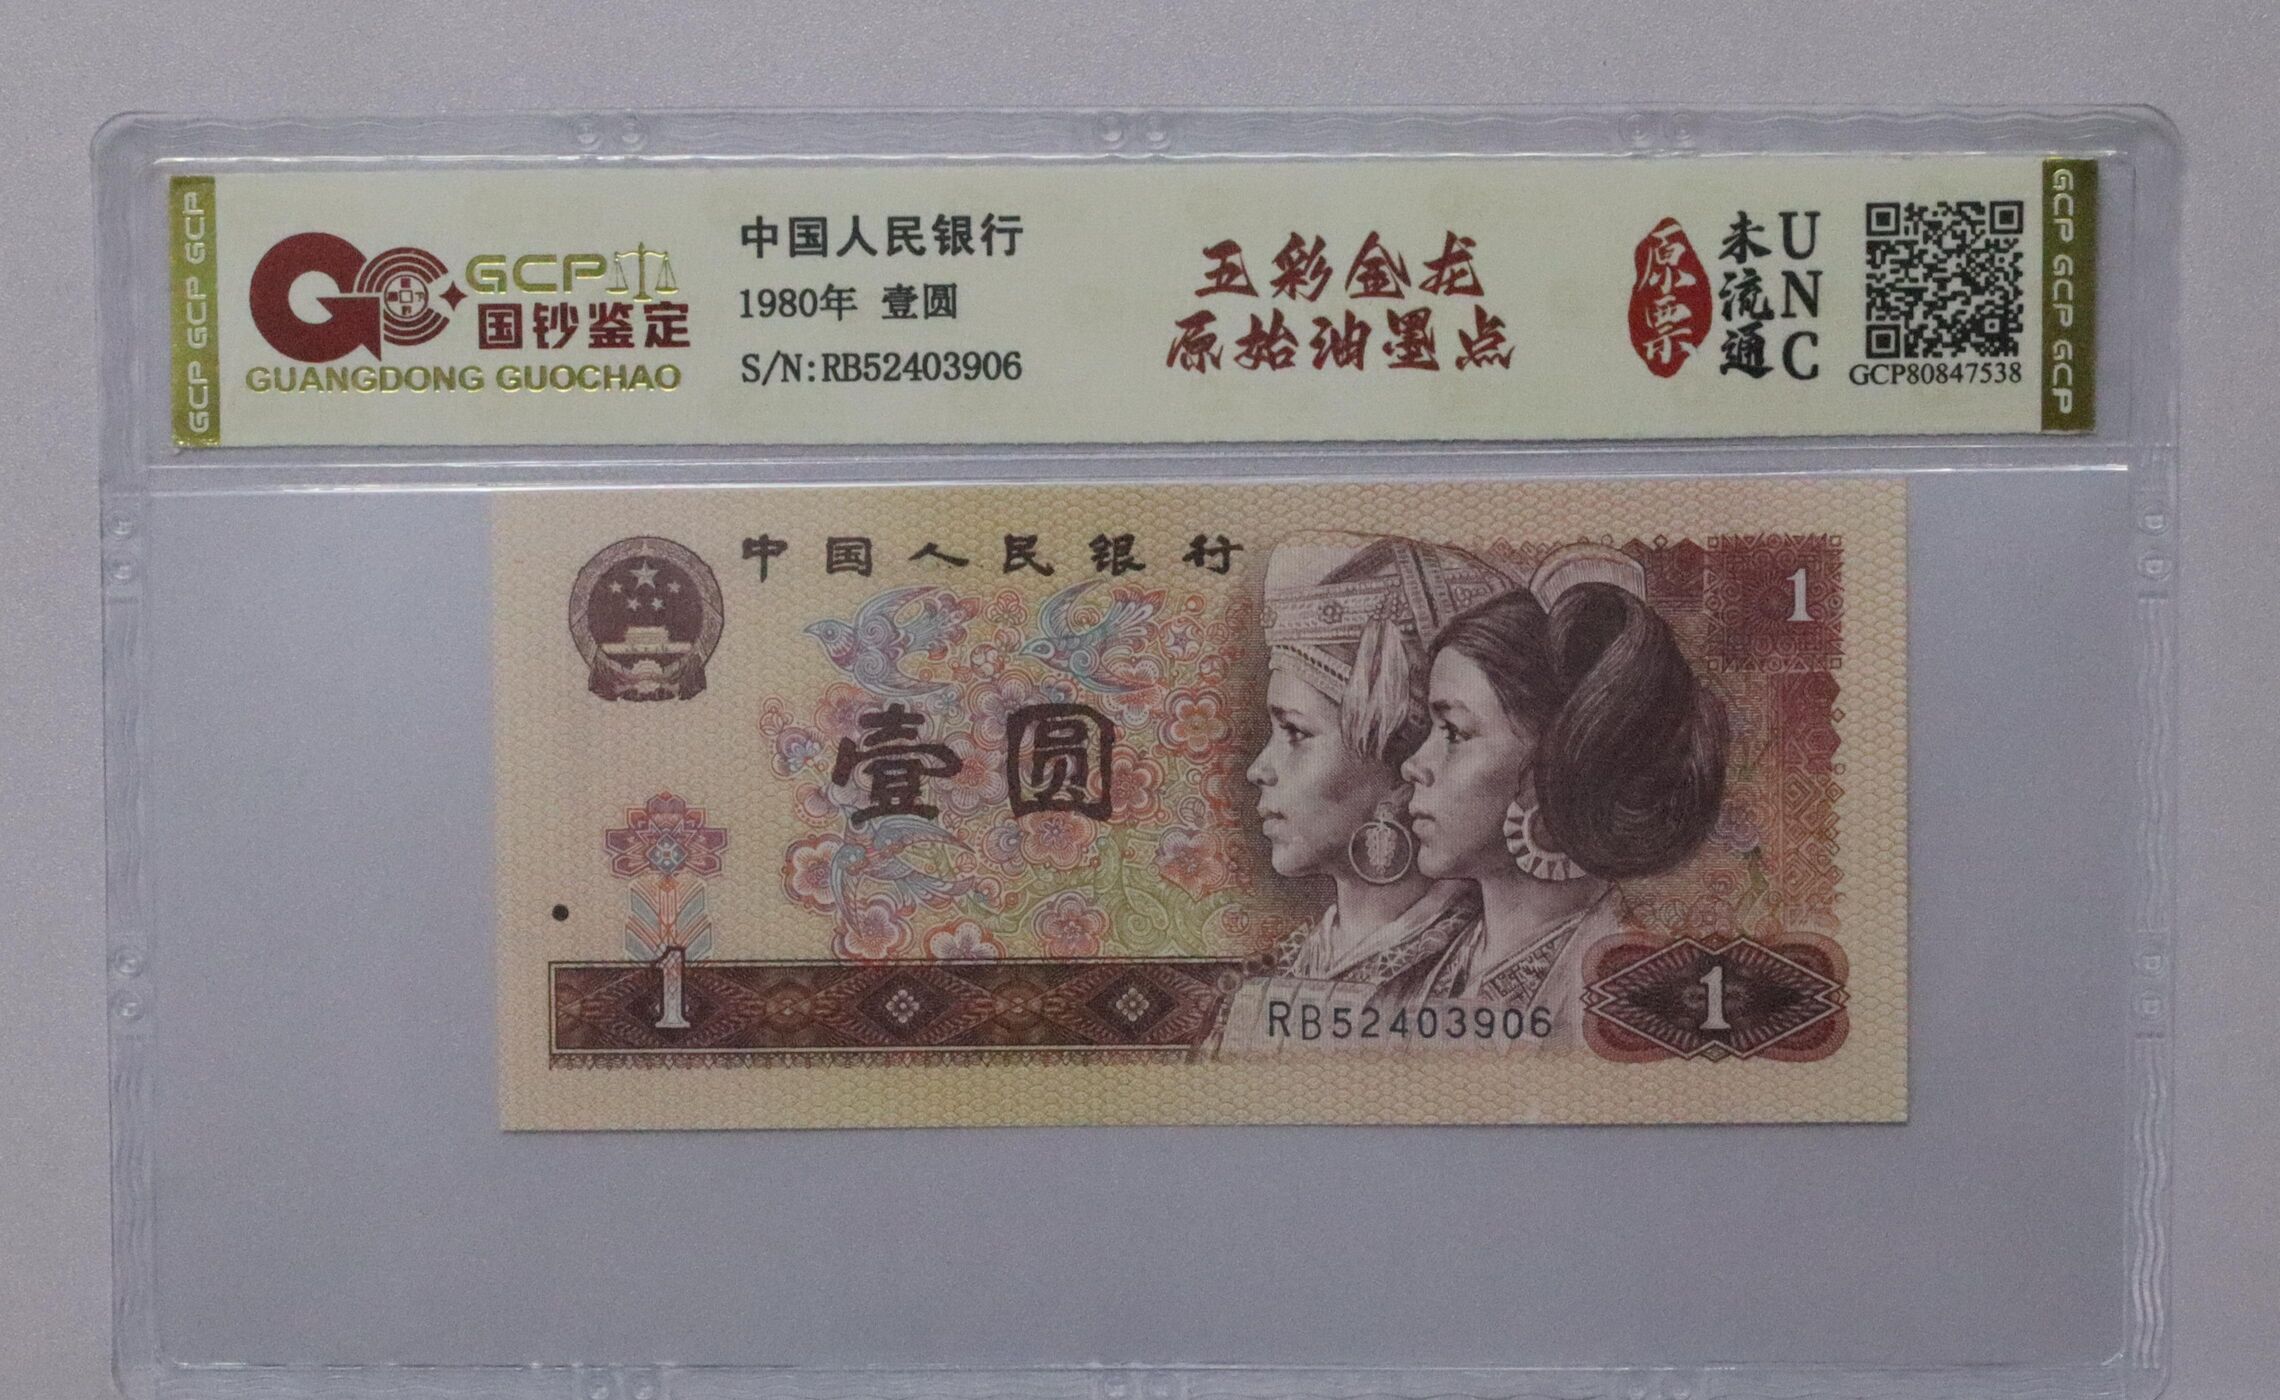 GCP GCP GCP
GCP
国钞鉴定
GUANGDONG GUOCHAO
中国人民银行
1980年 壹圆
S/N:RB52403906
五彩金龙
原始油墨点
原票
未流通
UNC
GCP80847538
GCP GCP GCP
中国人民银行
1
壹圆
1
RB52403906
1